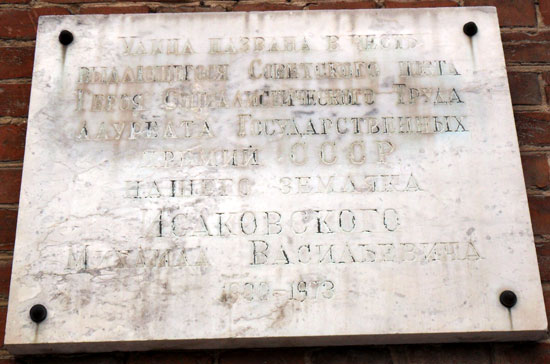 Улица названа в честь
выдающегося Советского поэта
Героя Социалистического Труда
лауреата Государственных
премий СССР
нашего земляка
Исаковского
Михаила Васильевича
1900–1973